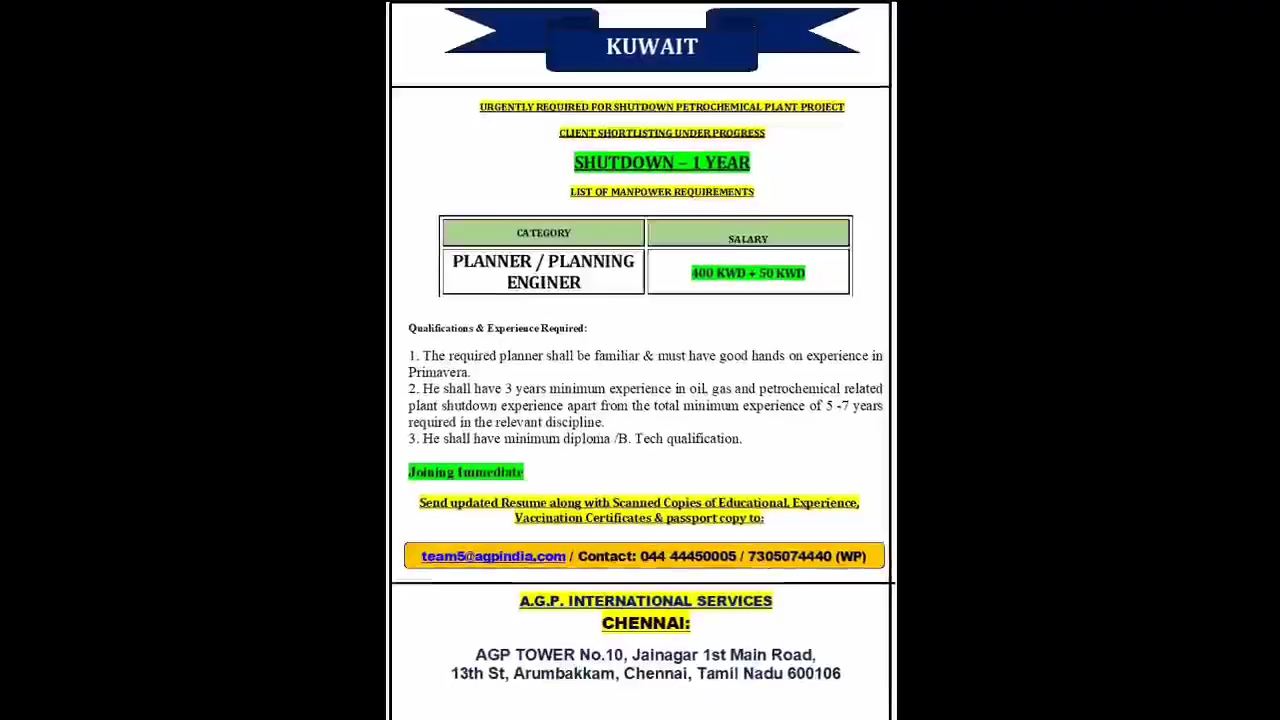 KUWAIT
URGENTLY REQUIRED FOR SHUTDOWN PETROCHEMICAL PLANT PROJECT
CLIENT SHORTLISTING UNDER PROGRESS
SHUTDOWN – 1 YEAR
LIST OF MANPOWER REQUIREMENTS
CATEGORY
SALARY
PLANNER / PLANNING
ENGINER
400 KWD + 50 KWD
Qualifications & Experience Required:
1. The required planner shall be familiar & must have good hands on experience in
Primavera.
2. He shall have 3 years minimum experience in oil, gas and petrochemical related
plant shutdown experience apart from the total minimum experience of 5 -7 years
required in the relevant discipline.
3. He shall have minimum diploma /B. Tech qualification.
Joining Immediate
Send updated Resume along with Scanned Copies of Educational, Experience,
Vaccination Certificates & passport copy to:
team5@agpindia.com / Contact: 044 44450005 / 7305074440 (WP)
A.G.P. INTERNATIONAL SERVICES
CHENNAI:
AGP TOWER No.10, Jainagar 1st Main Road,
13th St, Arumbakkam, Chennai, Tamil Nadu 600106